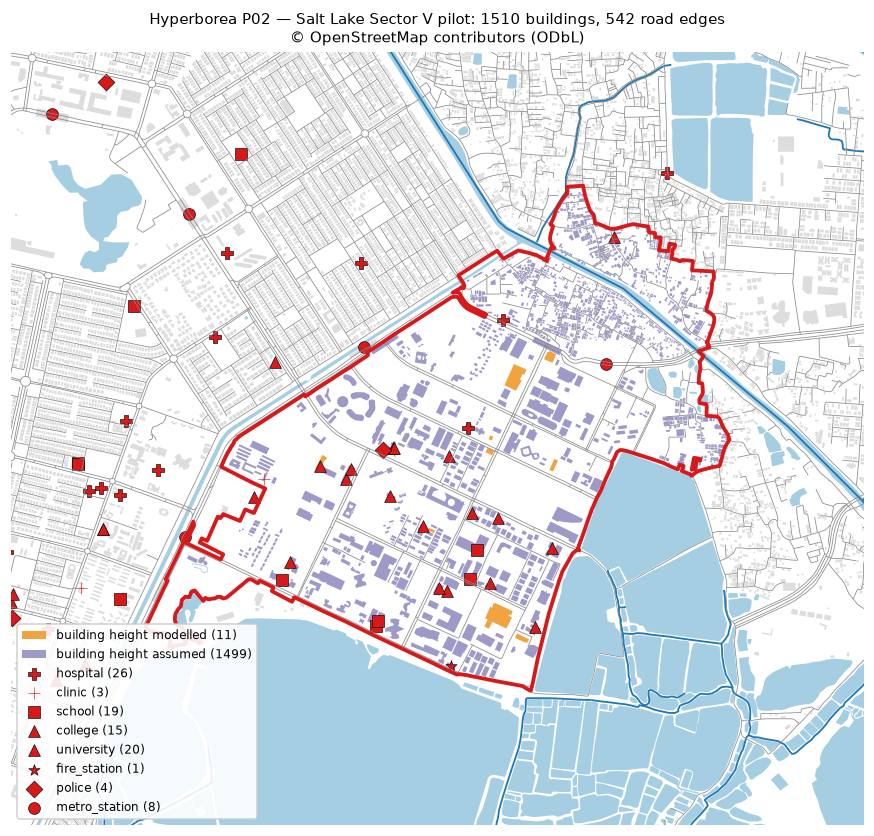 Hyperborea P02 — Salt Lake Sector V pilot: 1510 buildings, 542 road edges
© OpenStreetMap contributors (ODbL)
building height modelled (11)
building height assumed (1499)
hospital (26)
clinic (3)
school (19)
college (15)
university (20)
fire_station (1)
police (4)
metro_station (8)